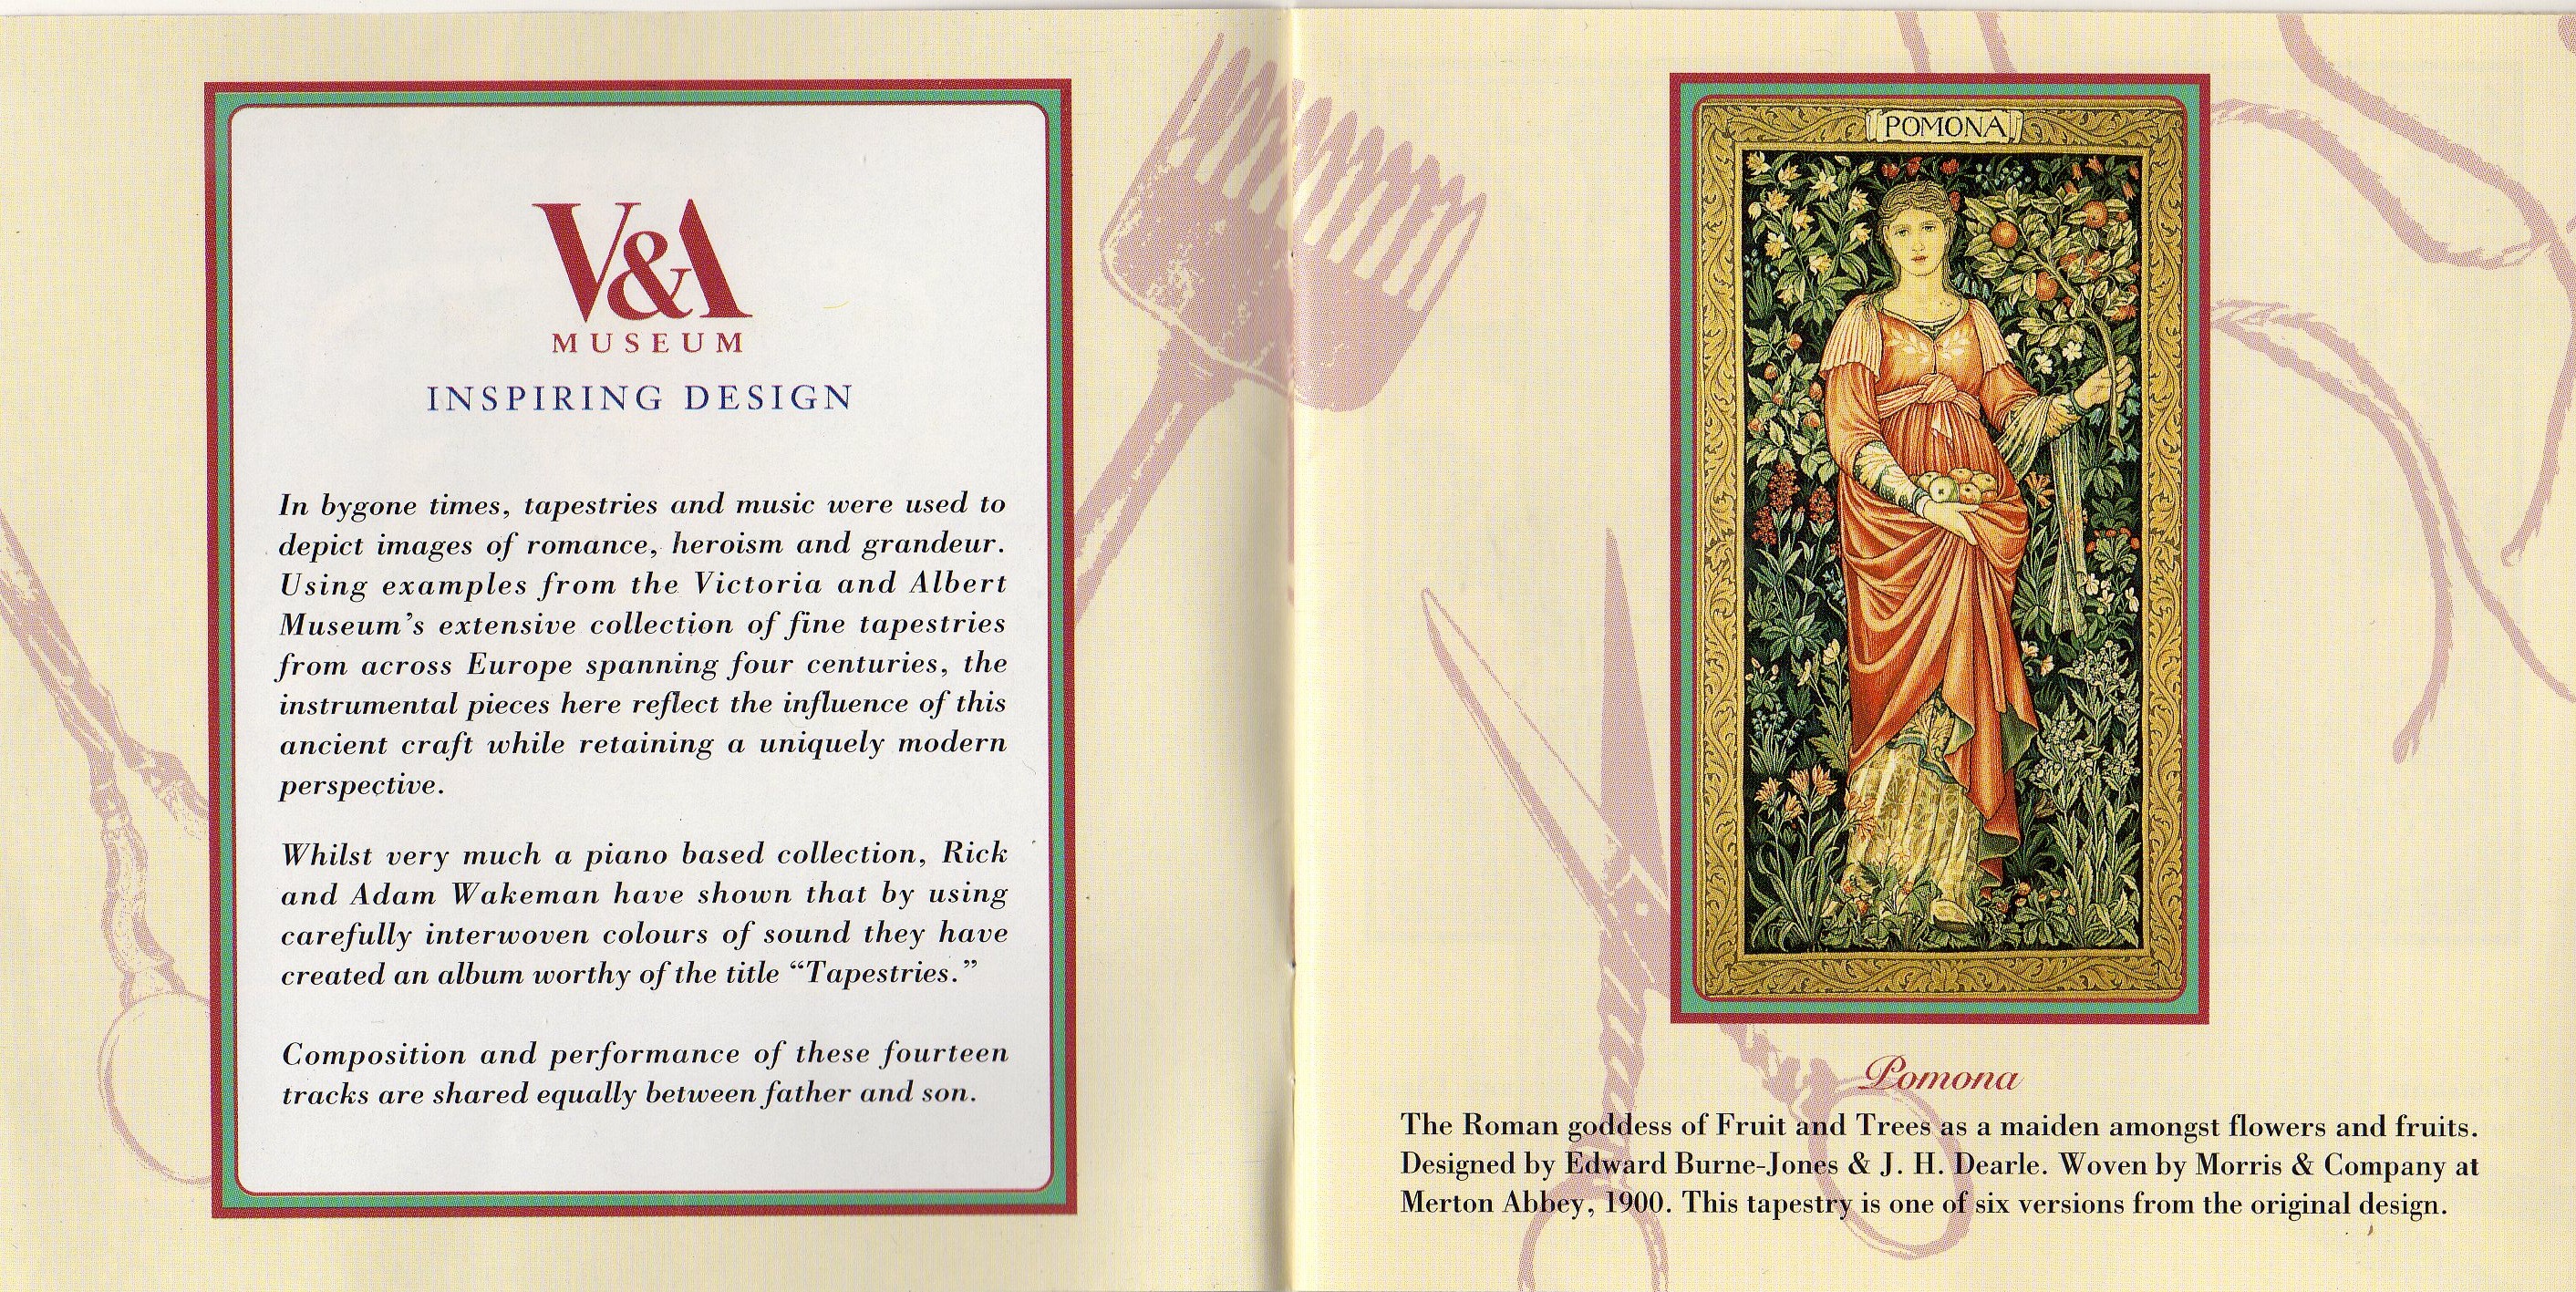 V&A
MUSEUM
INSPIRING DESIGN
In bygone times, tapestries and music were used to
depict images of romance, heroism and grandeur.
Using examples from the Victoria and Albert
Museum's extensive collection of fine tapestries
from across Europe spanning four centuries, the
instrumental pieces here reflect the influence of this
ancient craft while retaining a uniquely modern
perspective.
Whilst very much a piano based collection, Rick
and Adam Wakeman have shown that by using
carefully interwoven colours of sound they have
created an album worthy of the title “Tapestries.”
Composition and performance of these fourteen
tracks are shared equally between father and son.
POMONA
Pomona
The Roman goddess of Fruit and Trees as a maiden amongst flowers and fruits.
Designed by Edward Burne-Jones & J. H. Dearle. Woven by Morris & Company at
Merton Abbey, 1900. This tapestry is one of six versions from the original design.